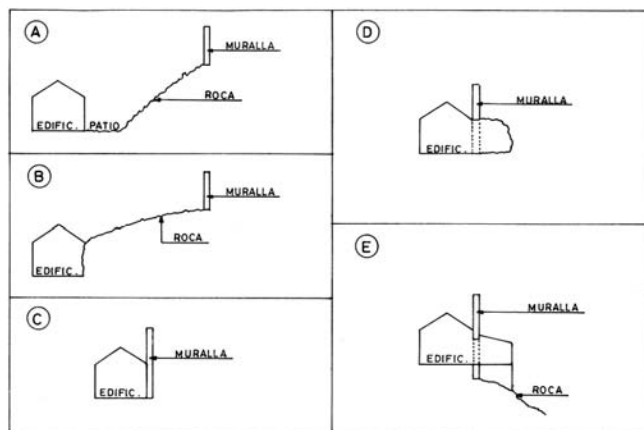 A
MURALLA
ROCA
EDIFIC. PATIO
B
MURALLA
ROCA
EDIFIC.
C
MURALLA
EDIFIC.
D
MURALLA
EDIFIC.
E
MURALLA
EDIFIC.
ROCA